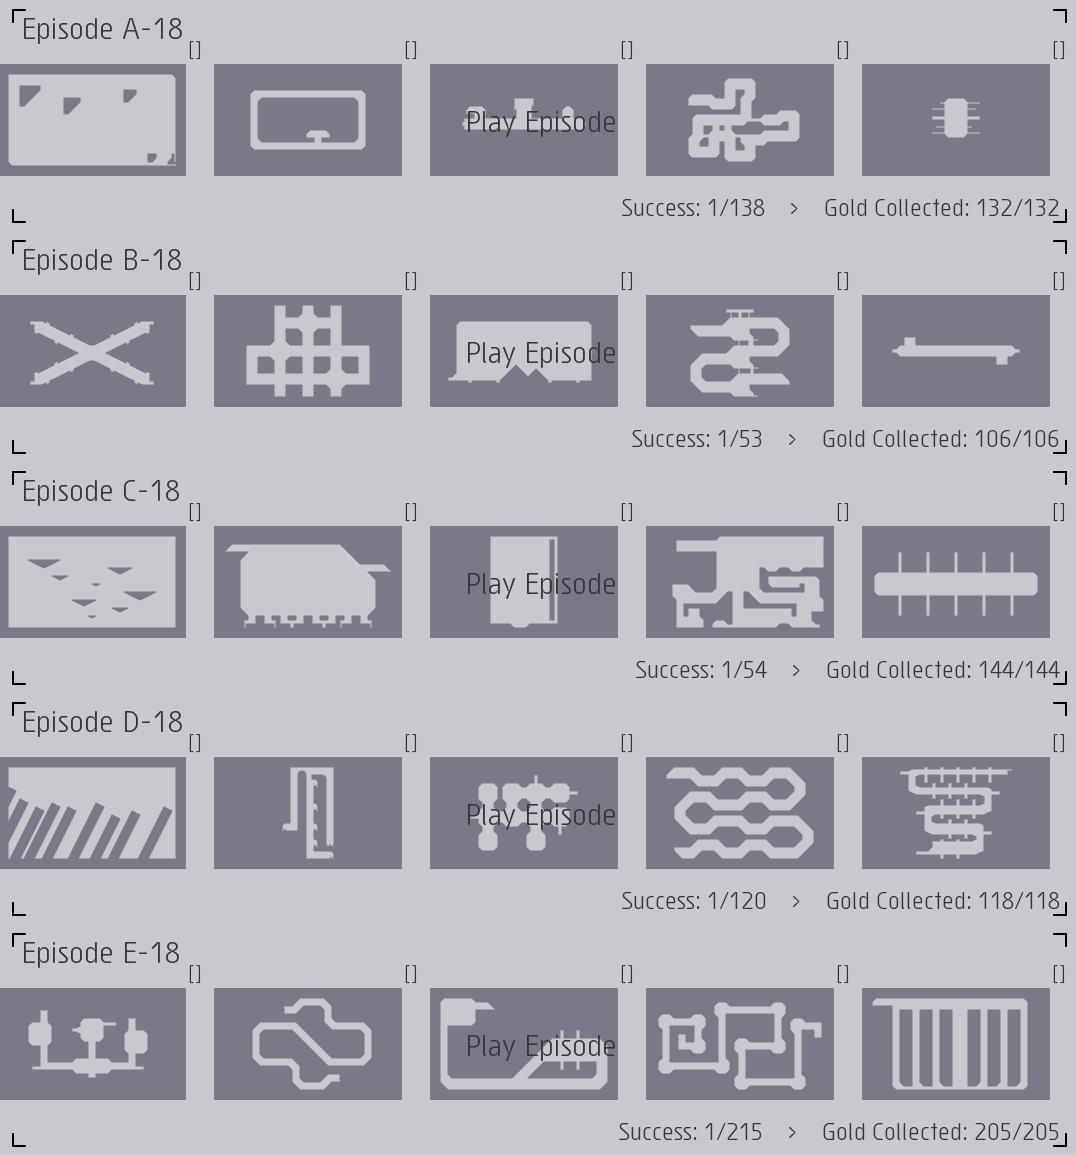 Episode A-18
[] [] [] [] []
Play Episode
Success: 1/138 > Gold Collected: 132/132
Episode B-18
[] [] [] [] []
Play Episode
Success: 1/53 > Gold Collected: 106/106
Episode C-18
[] [] [] [] []
Play Episode
Success: 1/54 > Gold Collected: 144/144
Episode D-18
[] [] [] [] []
Play Episode
Success: 1/120 > Gold Collected: 118/118
Episode E-18
[] [] [] [] []
Play Episode
Success: 1/215 > Gold Collected: 205/205